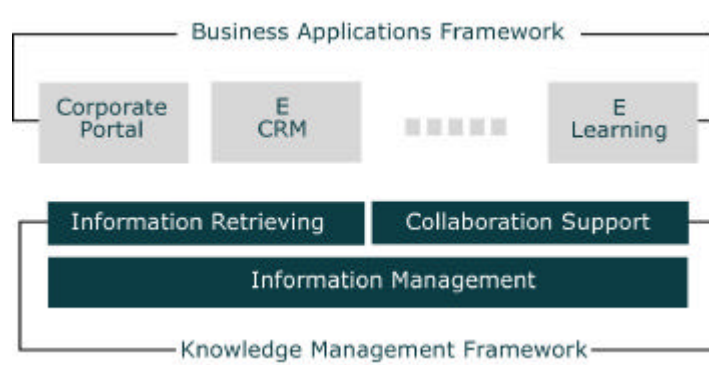 Business Applications Framework
Corporate
Portal
E
CRM
E
Learning
Information Retrieving
Collaboration Support
Information Management
Knowledge Management Framework